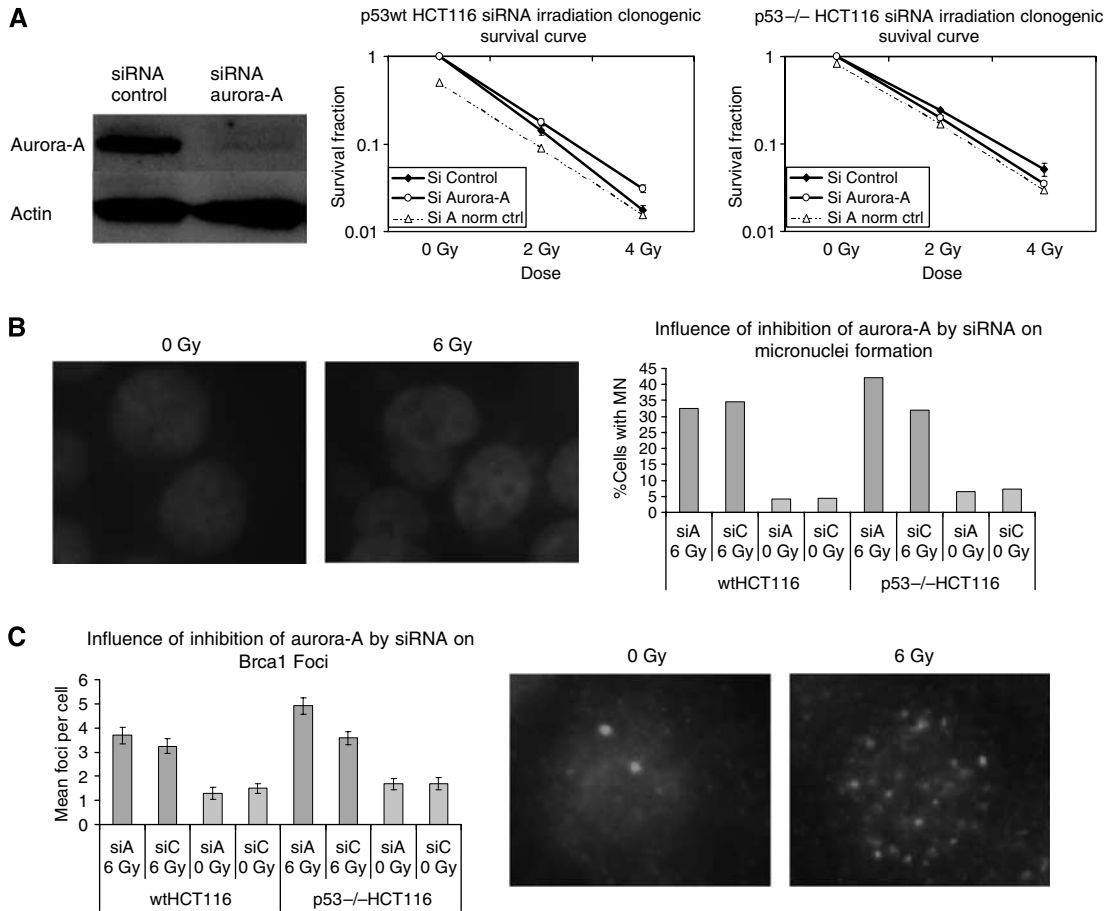 A
siRNA control
siRNA aurora-A
Aurora-A
Actin
p53wt HCT116 siRNA irradiation clonogenic
survival curve
Survival fraction
1
0.1
0.01
Si Control
Si Aurora-A
Si A norm ctrl
0 Gy 2 Gy 4 Gy
Dose
p53–/– HCT116 siRNA irradiation clonogenic
suvival curve
Survival fraction
1
0.1
0.01
Si Control
Si Aurora-A
Si A norm ctrl
0 Gy 2 Gy 4 Gy
Dose
B
0 Gy
6 Gy
Influence of inhibition of aurora-A by siRNA on
micronuclei formation
%Cells with MN
45
40
35
30
25
20
15
10
5
0
siA siC siA siC siA siC siA siC
6 Gy 6 Gy 0 Gy 0 Gy 6 Gy 6 Gy 0 Gy 0 Gy
wtHCT116 p53–/–HCT116
C
Influence of inhibition of aurora-A by siRNA on
Brca1 Foci
Mean foci per cell
6
5
4
3
2
1
0
siA siC siA siC siA siC siA siC
6 Gy 6 Gy 0 Gy 0 Gy 6 Gy 6 Gy 0 Gy 0 Gy
wtHCT116 p53–/–HCT116
0 Gy
6 Gy